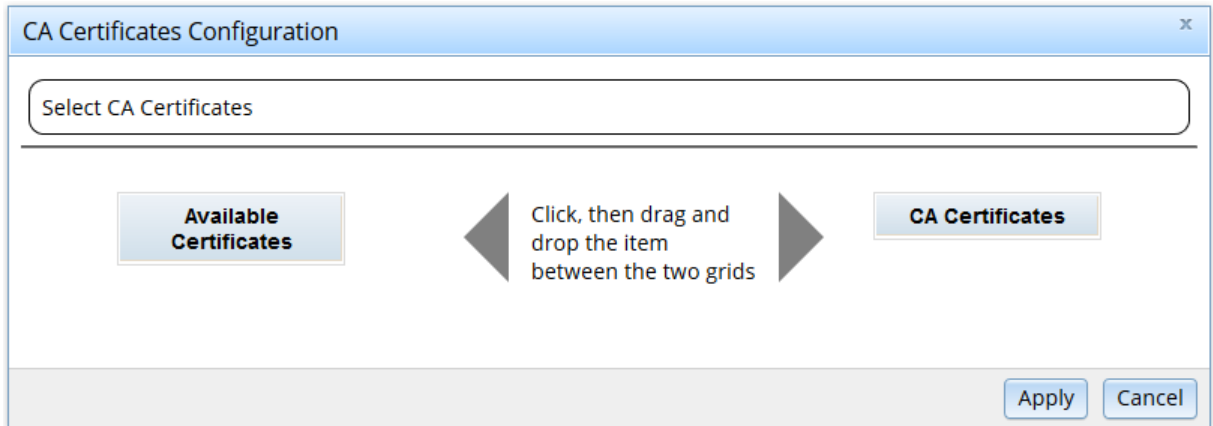 CA Certificates Configuration
x
Select CA Certificates
Available
Certificates
Click, then drag and
drop the item
between the two grids
CA Certificates
Apply
Cancel